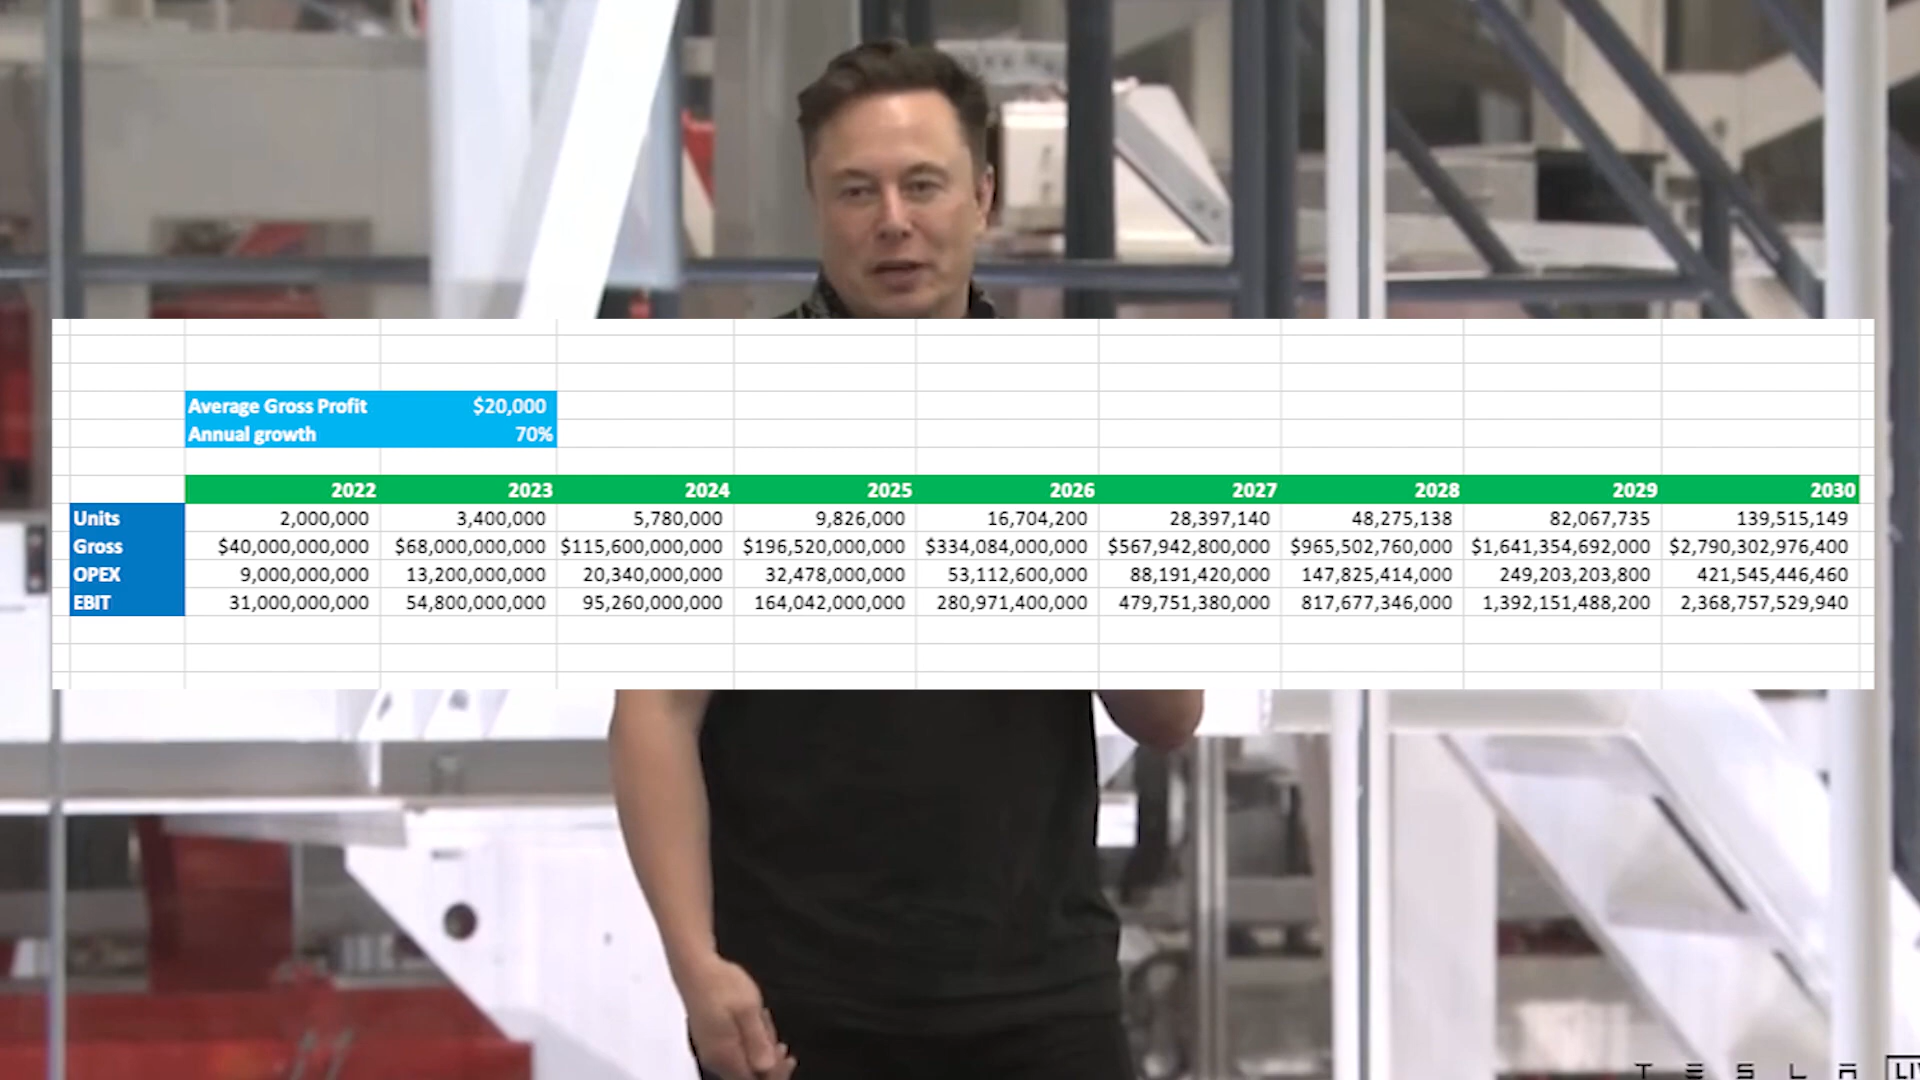 Average Gross Profit $20,000
Annual growth 70%
2022 2023 2024 2025 2026 2027 2028 2029 2030
Units 2,000,000 3,400,000 5,780,000 9,826,000 16,704,200 28,397,140 48,275,138 82,067,735 139,515,149
Gross $40,000,000,000 $68,000,000,000 $115,600,000,000 $196,520,000,000 $334,084,000,000 $567,942,800,000 $965,502,760,000 $1,641,354,692,000 $2,790,302,976,400
OPEX 9,000,000,000 13,200,000,000 20,340,000,000 32,478,000,000 53,112,600,000 88,191,420,000 147,825,414,000 249,203,203,800 421,545,446,460
EBIT 31,000,000,000 54,800,000,000 95,260,000,000 164,042,000,000 280,971,400,000 479,751,380,000 817,677,346,000 1,392,151,488,200 2,368,757,529,940
TESLA